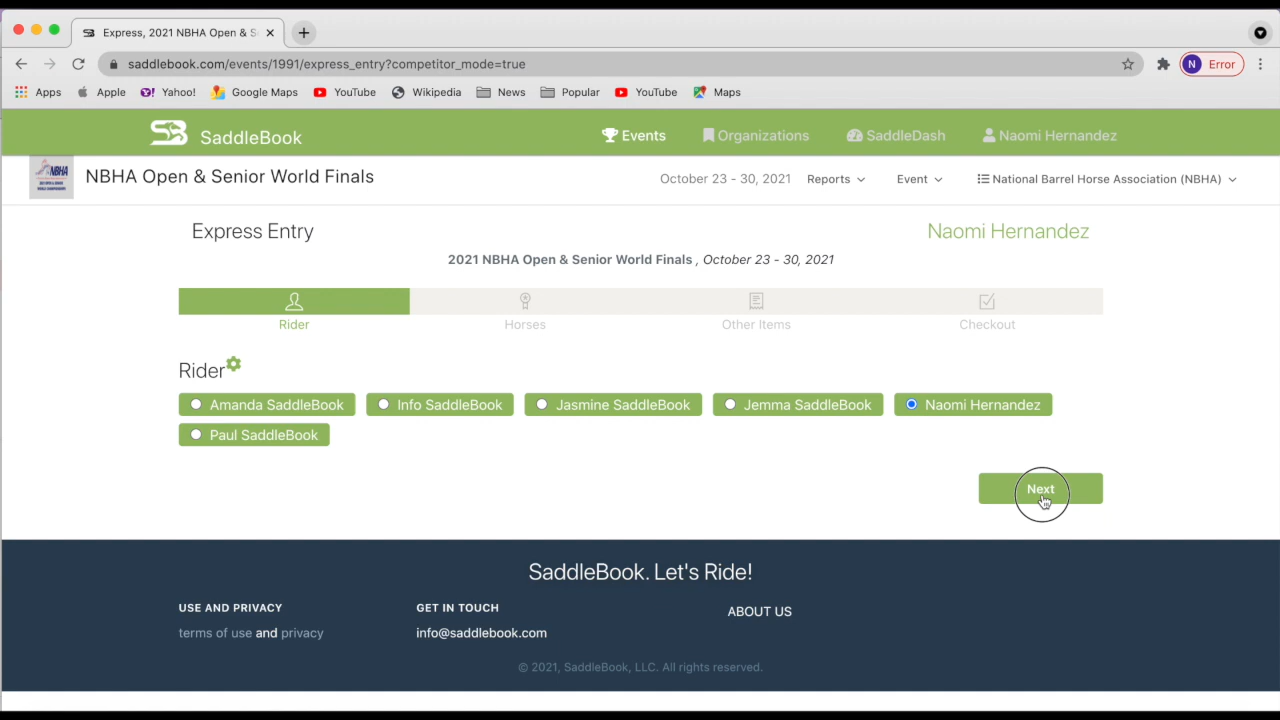 Express, 2021 NBHA Open & S
saddlebook.com/events/1991/express_entry?competitor_mode=true
N Error
Apps Apple Yahoo! Google Maps YouTube Wikipedia News Popular YouTube Maps
SB SaddleBook Events Organizations SaddleDash Naomi Hernandez
NBHA NBHA Open & Senior World Finals October 23 - 30, 2021 Reports Event National Barrel Horse Association (NBHA)
Express Entry Naomi Hernandez
2021 NBHA Open & Senior World Finals , October 23 - 30, 2021
Rider Horses Other Items Checkout
Rider
Amanda SaddleBook Info SaddleBook Jasmine SaddleBook Jemma SaddleBook Naomi Hernandez
Paul SaddleBook
Next
SaddleBook. Let's Ride!
USE AND PRIVACY GET IN TOUCH ABOUT US
terms of use and privacy info@saddlebook.com
© 2021, SaddleBook, LLC. All rights reserved.